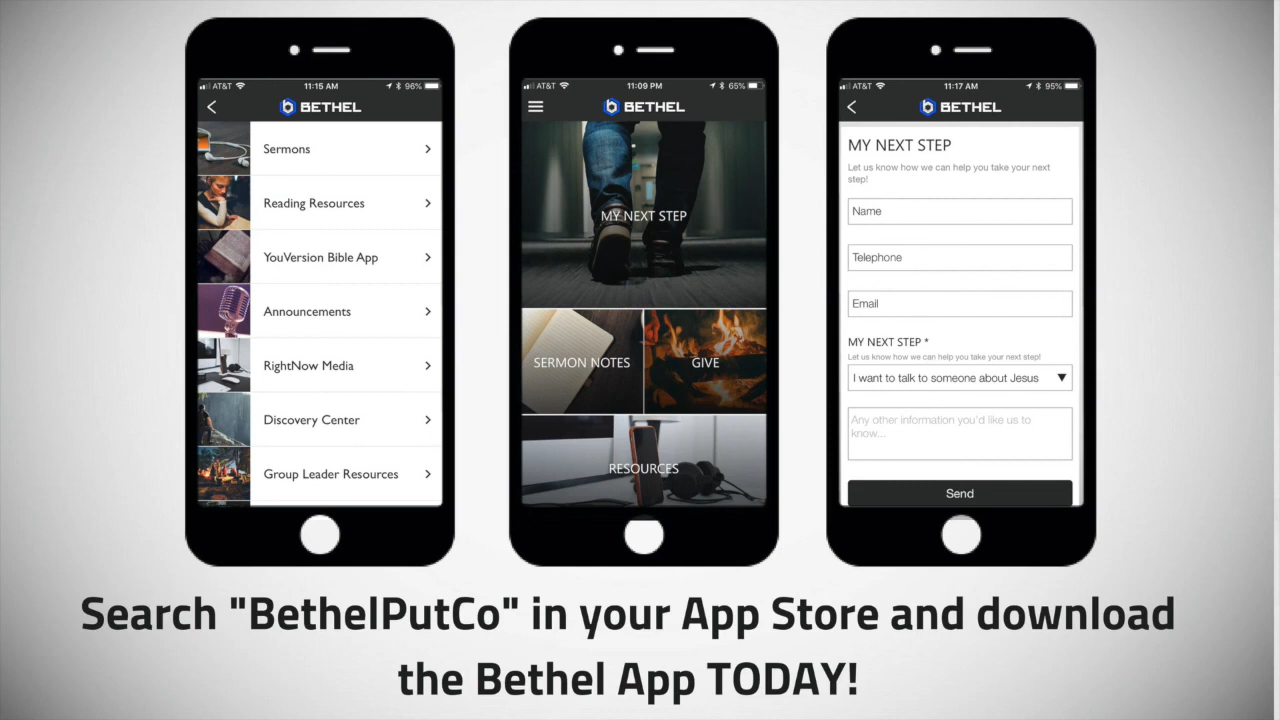 AT&T 11:15 AM 96%
BETHEL
Sermons
Reading Resources
YouVersion Bible App
Announcements
RightNow Media
Discovery Center
Group Leader Resources
AT&T 11:09 PM 65%
BETHEL
MY NEXT STEP
SERMON NOTES
GIVE
RESOURCES
AT&T 11:17 AM 95%
BETHEL
MY NEXT STEP
Let us know how we can help you take your next
step!
Name
Telephone
Email
MY NEXT STEP *
Let us know how we can help you take your next step!
I want to talk to someone about Jesus
Any other information you'd like us to
know...
Send
Search "BethelPutCo" in your App Store and download
the Bethel App TODAY!